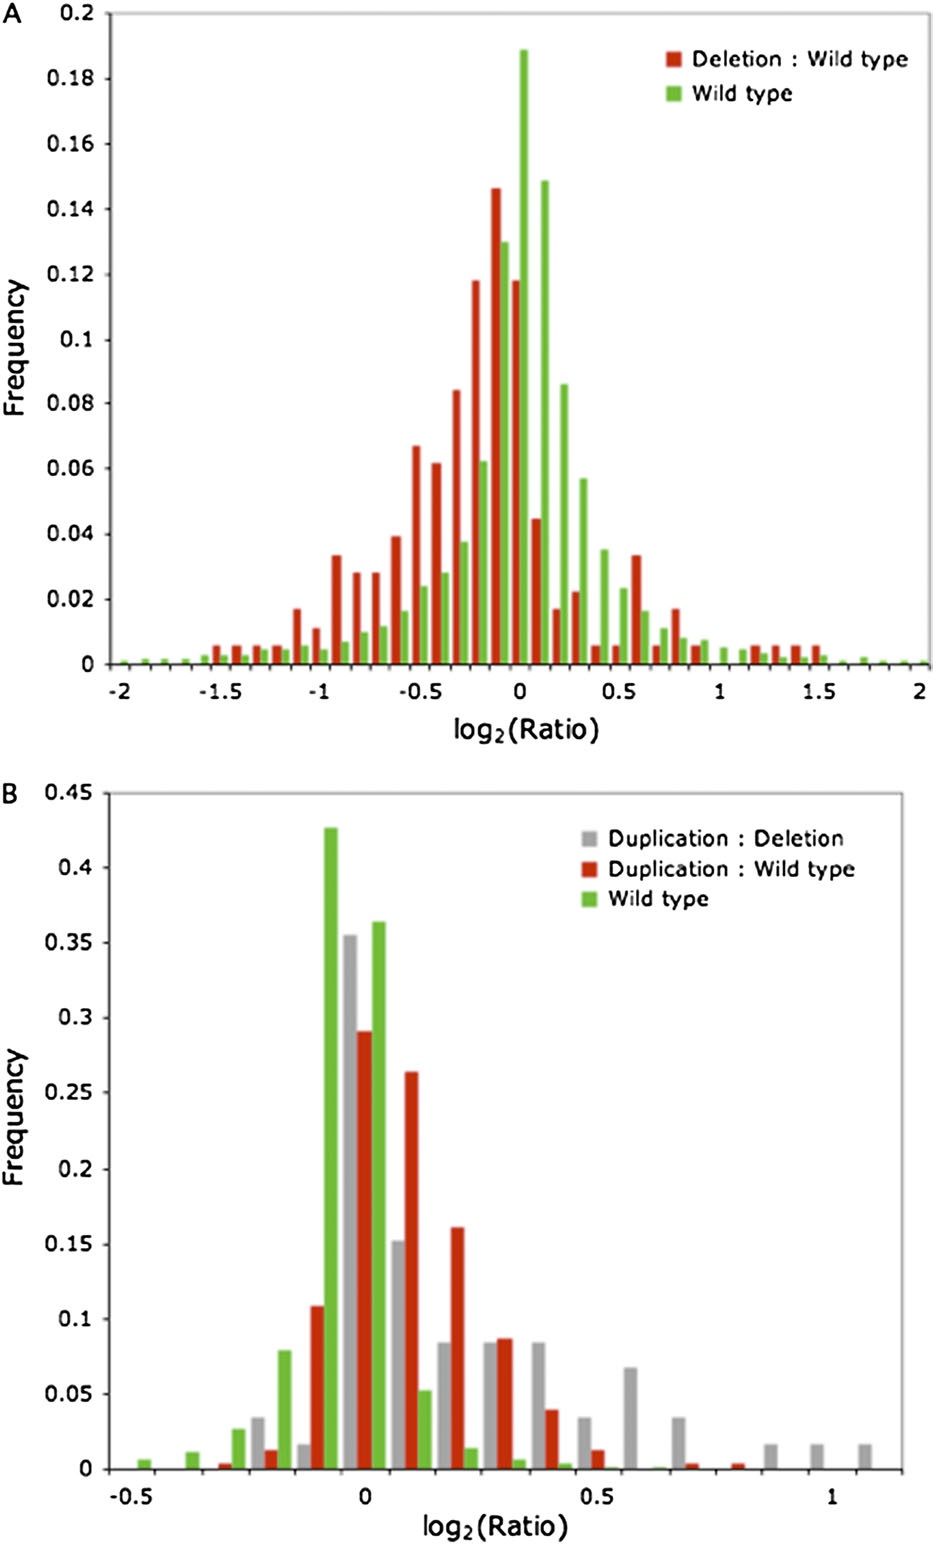 A
0.2
0.18
0.16
0.14
0.12
0.1
0.08
0.06
0.04
0.02
0
Frequency
Deletion : Wild type
Wild type
-2 -1.5 -1 -0.5 0 0.5 1 1.5 2
log2(Ratio)
B
0.45
0.4
0.35
0.3
0.25
0.2
0.15
0.1
0.05
0
Frequency
Duplication : Deletion
Duplication : Wild type
Wild type
-0.5 0 0.5 1
log2(Ratio)